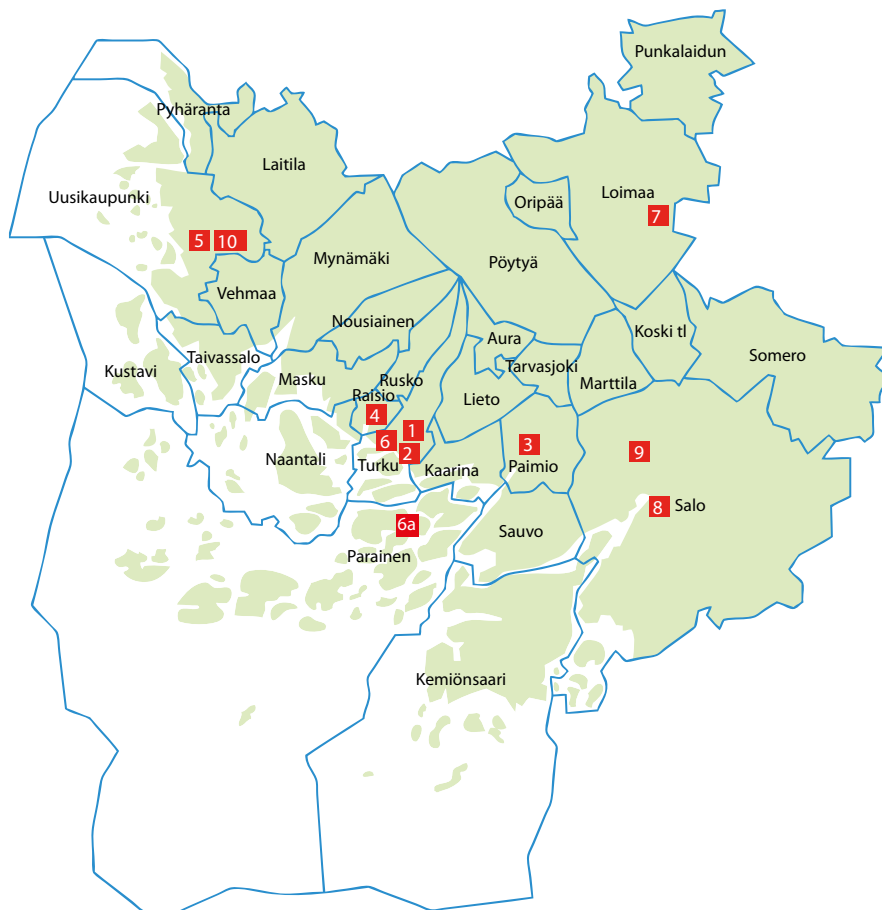 Punkalaidun
Pyhäranta
Laitila
Loimaa
Uusikaupunki
Oripää
7
5 10
Mynämäki
Pöytyä
Vehmaa
Nousiainen
Koski tl
Aura
Somero
Taivassalo
Tarvasjoki
Kustavi
Masku
Rusko
Marttila
Raisio
Lieto
4
1
6
3
9
2
Naantali
Turku
Kaarina
Paimio
8 Salo
6a
Sauvo
Parainen
Kemiönsaari